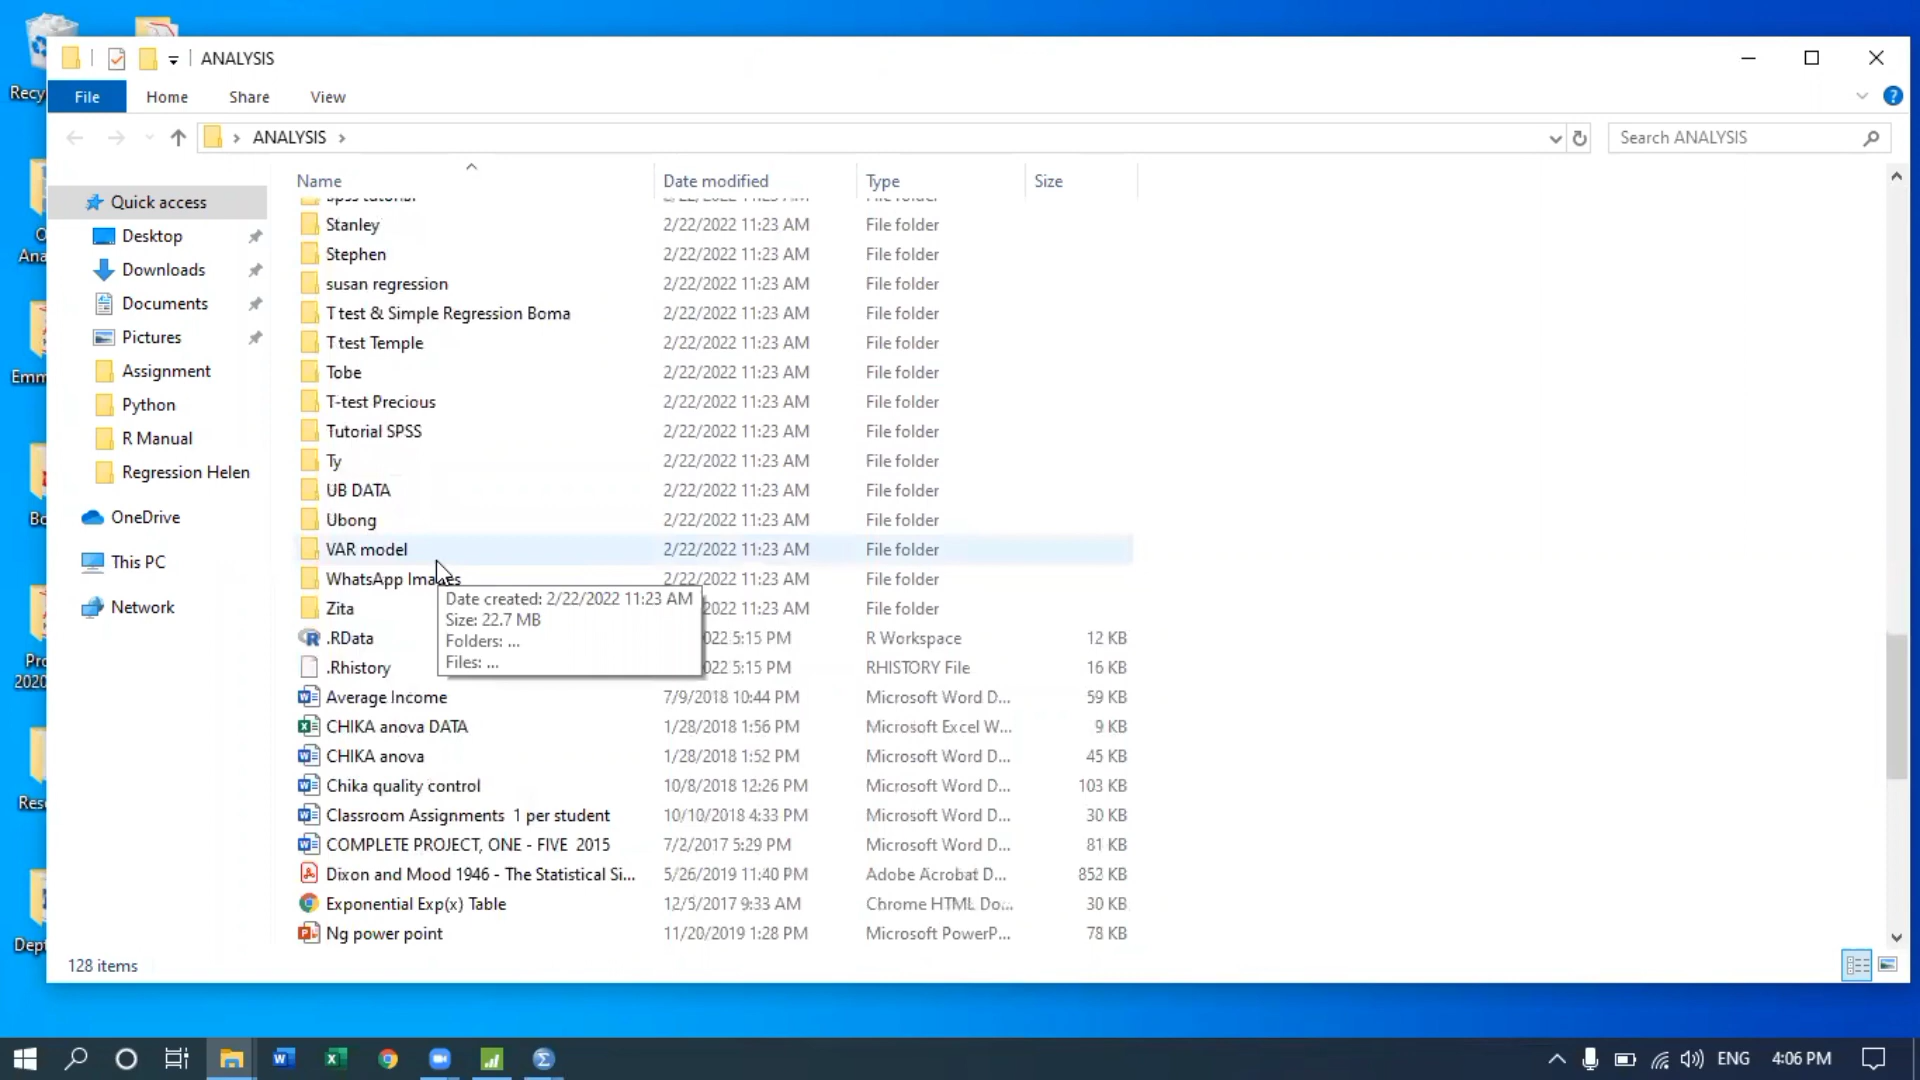 ANALYSIS
Recy
File Home Share View
ANALYSIS
Search ANALYSIS
Name Date modified Type Size
Quick access
Desktop
Downloads
Documents
Pictures
Assignment
Python
R Manual
Regression Helen
OneDrive
This PC
Network
spss tutorial 2/22/2022 11:23 AM File folder
Stanley 2/22/2022 11:23 AM File folder
Stephen 2/22/2022 11:23 AM File folder
susan regression 2/22/2022 11:23 AM File folder
T test & Simple Regression Boma 2/22/2022 11:23 AM File folder
T test Temple 2/22/2022 11:23 AM File folder
Tobe 2/22/2022 11:23 AM File folder
T-test Precious 2/22/2022 11:23 AM File folder
Tutorial SPSS 2/22/2022 11:23 AM File folder
Ty 2/22/2022 11:23 AM File folder
UB DATA 2/22/2022 11:23 AM File folder
Ubong 2/22/2022 11:23 AM File folder
VAR model 2/22/2022 11:23 AM File folder
WhatsApp Images 2/22/2022 11:23 AM File folder
Zita 2022 11:23 AM File folder
.RData 022 5:15 PM R Workspace 12 KB
.Rhistory 022 5:15 PM RHISTORY File 16 KB
Average Income 7/9/2018 10:44 PM Microsoft Word D... 59 KB
CHIKA anova DATA 1/28/2018 1:56 PM Microsoft Excel W... 9 KB
CHIKA anova 1/28/2018 1:52 PM Microsoft Word D... 45 KB
Chika quality control 10/8/2018 12:26 PM Microsoft Word D... 103 KB
Classroom Assignments 1 per student 10/10/2018 4:33 PM Microsoft Word D... 30 KB
COMPLETE PROJECT, ONE - FIVE 2015 7/2/2017 5:29 PM Microsoft Word D... 81 KB
Dixon and Mood 1946 - The Statistical Si... 5/26/2019 11:40 PM Adobe Acrobat D... 852 KB
Exponential Exp(x) Table 12/5/2017 9:33 AM Chrome HTML Do... 30 KB
Ng power point 11/20/2019 1:28 PM Microsoft PowerP... 78 KB
Date created: 2/22/2022 11:23 AM
Size: 22.7 MB
Folders: ...
Files: ...
O
Ana
Emm
Bo
Pro
2020
Res
Dept
128 items
ENG 4:06 PM